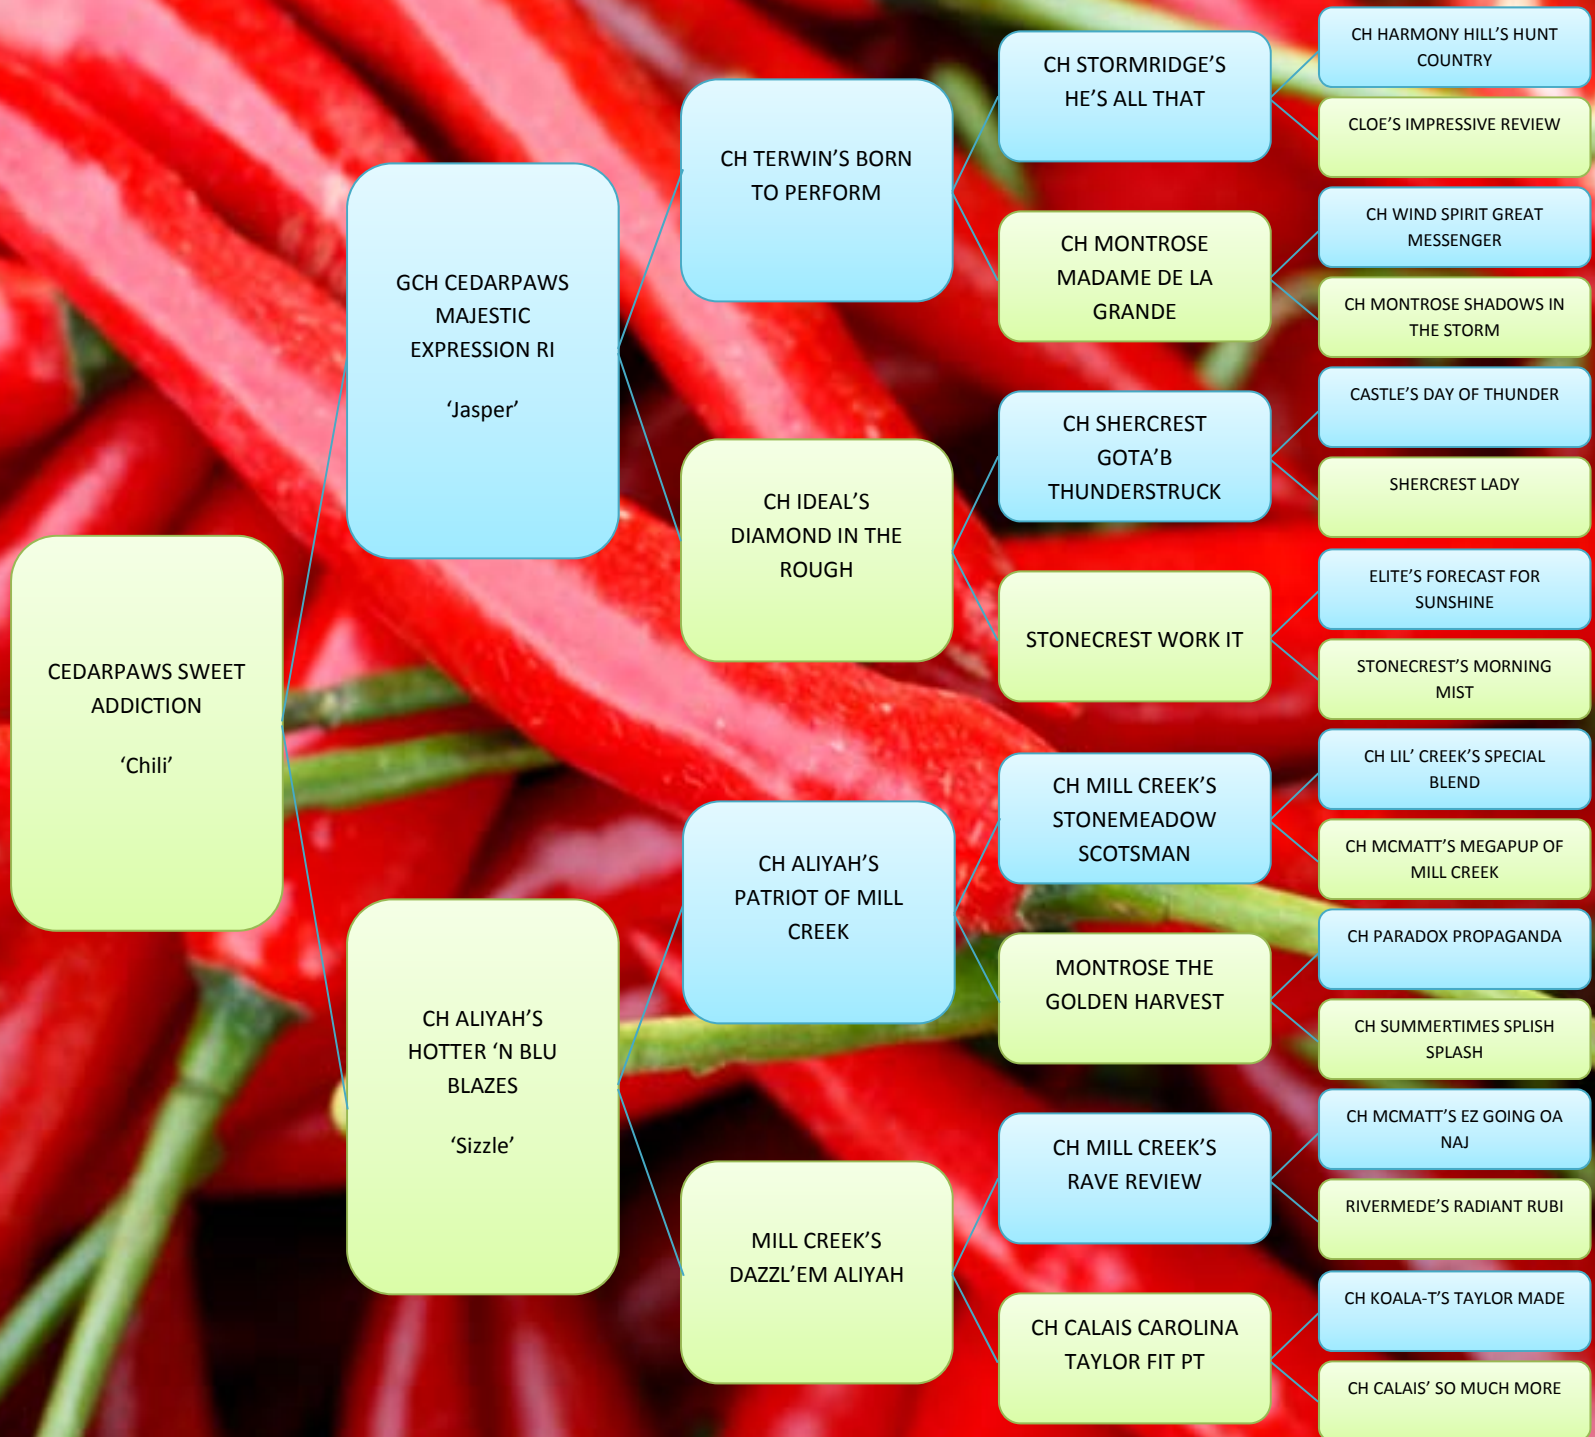 CEDARPAWS SWEET
ADDICTION
‘Chili’
GCH CEDARPAWS
MAJESTIC
EXPRESSION RI
‘Jasper’
CH ALIYAH’S
HOTTER ‘N BLU
BLAZES
‘Sizzle’
CH TERWIN’S BORN
TO PERFORM
CH IDEAL’S
DIAMOND IN THE
ROUGH
CH ALIYAH’S
PATRIOT OF MILL
CREEK
MILL CREEK’S
DAZZL’EM ALIYAH
CH STORMRIDGE’S
HE’S ALL THAT
CH MONTROSE
MADAME DE LA
GRANDE
CH SHERCREST
GOTA’B
THUNDERSTRUCK
STONECREST WORK IT
CH MILL CREEK’S
STONEMEADOW
SCOTSMAN
MONTROSE THE
GOLDEN HARVEST
CH MILL CREEK’S
RAVE REVIEW
CH CALAIS CAROLINA
TAYLOR FIT PT
CH HARMONY HILL’S HUNT
COUNTRY
CLOE’S IMPRESSIVE REVIEW
CH WIND SPIRIT GREAT
MESSENGER
CH MONTROSE SHADOWS IN
THE STORM
CASTLE’S DAY OF THUNDER
SHERCREST LADY
ELITE’S FORECAST FOR
SUNSHINE
STONECREST’S MORNING
MIST
CH LIL’ CREEK’S SPECIAL
BLEND
CH MCMATT’S MEGAPUP OF
MILL CREEK
CH PARADOX PROPAGANDA
CH SUMMERTIMES SPLISH
SPLASH
CH MCMATT’S EZ GOING OA
NAJ
RIVERMEDE’S RADIANT RUBI
CH KOALA-T’S TAYLOR MADE
CH CALAIS’ SO MUCH MORE